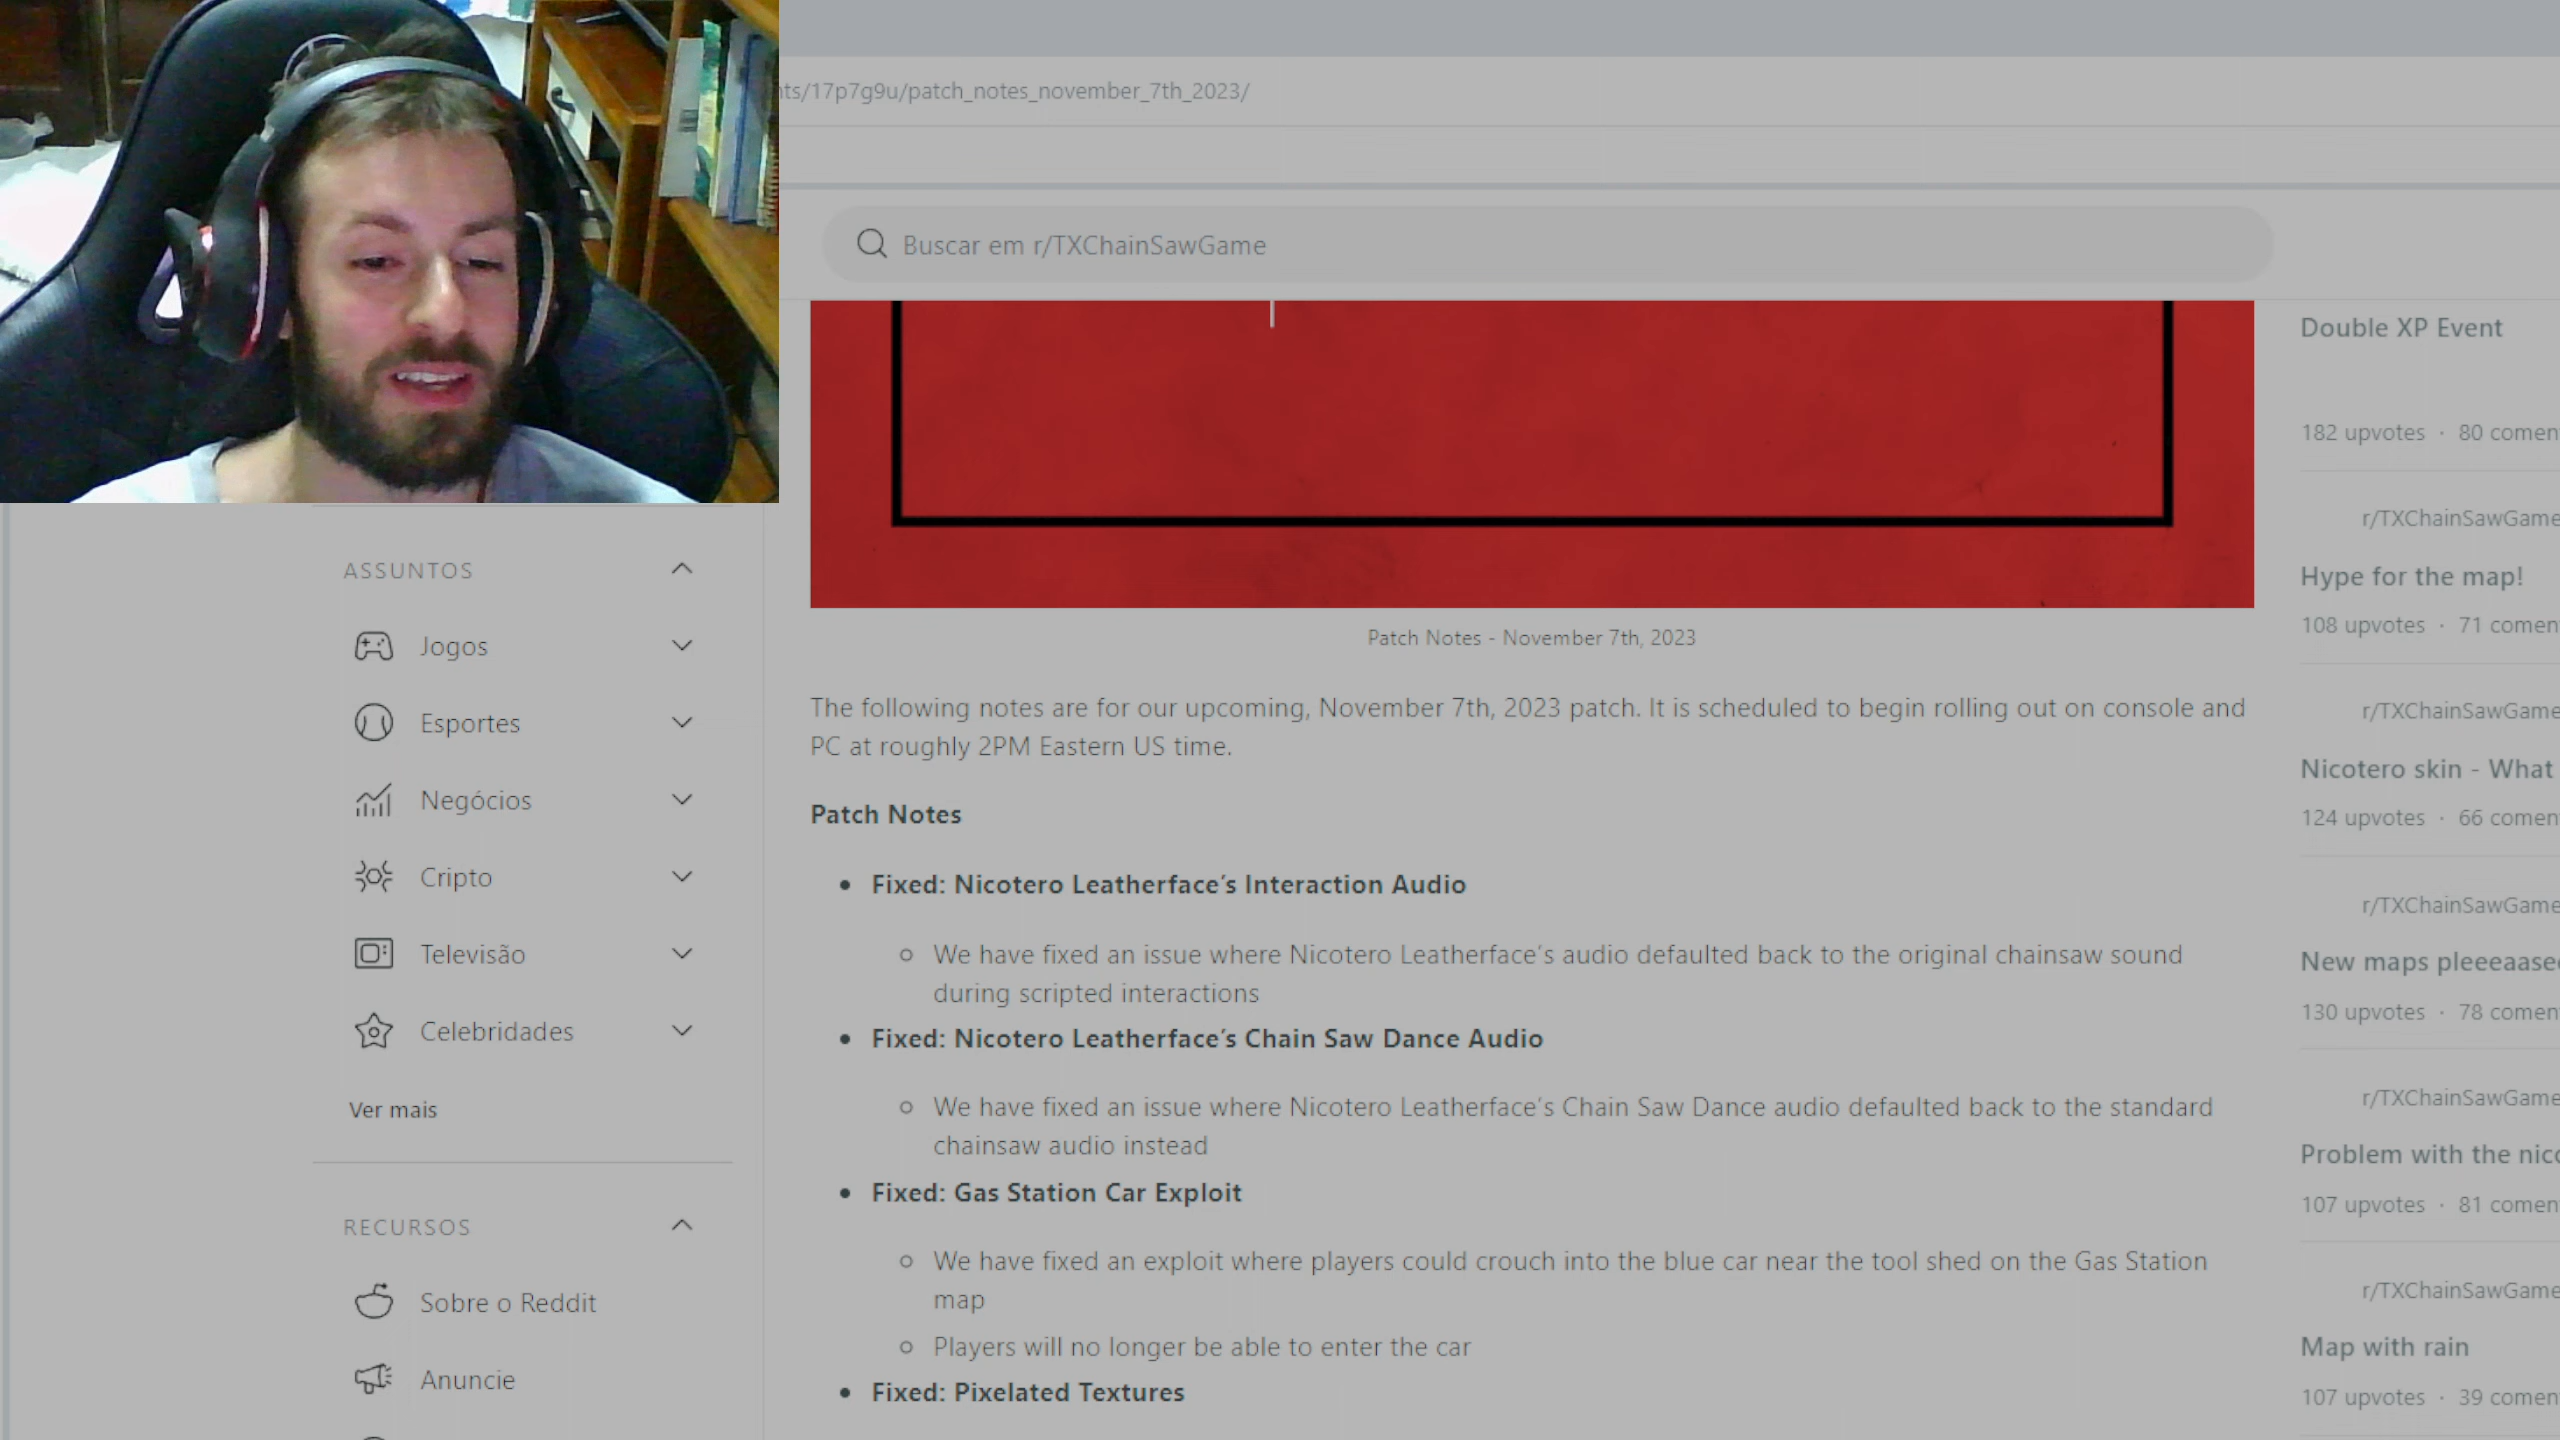 nts/17p7g9u/patch_notes_november_7th_2023/
Buscar em r/TXChainSawGame
ASSUNTOS
Jogos
Esportes
Negócios
Cripto
Televisão
Celebridades
Ver mais
RECURSOS
Sobre o Reddit
Anuncie
Patch Notes - November 7th, 2023
The following notes are for our upcoming, November 7th, 2023 patch. It is scheduled to begin rolling out on console and
PC at roughly 2PM Eastern US time.
Patch Notes
• Fixed: Nicotero Leatherface's Interaction Audio
○ We have fixed an issue where Nicotero Leatherface's audio defaulted back to the original chainsaw sound
during scripted interactions
• Fixed: Nicotero Leatherface's Chain Saw Dance Audio
○ We have fixed an issue where Nicotero Leatherface's Chain Saw Dance audio defaulted back to the standard
chainsaw audio instead
• Fixed: Gas Station Car Exploit
○ We have fixed an exploit where players could crouch into the blue car near the tool shed on the Gas Station
map
○ Players will no longer be able to enter the car
• Fixed: Pixelated Textures
Double XP Event
182 upvotes · 80 comen
r/TXChainSawGame
Hype for the map!
108 upvotes · 71 comen
r/TXChainSawGame
Nicotero skin - What
124 upvotes · 66 comen
r/TXChainSawGame
New maps pleeeaase
130 upvotes · 78 comen
r/TXChainSawGame
Problem with the nic
107 upvotes · 81 comen
r/TXChainSawGame
Map with rain
107 upvotes · 39 comen